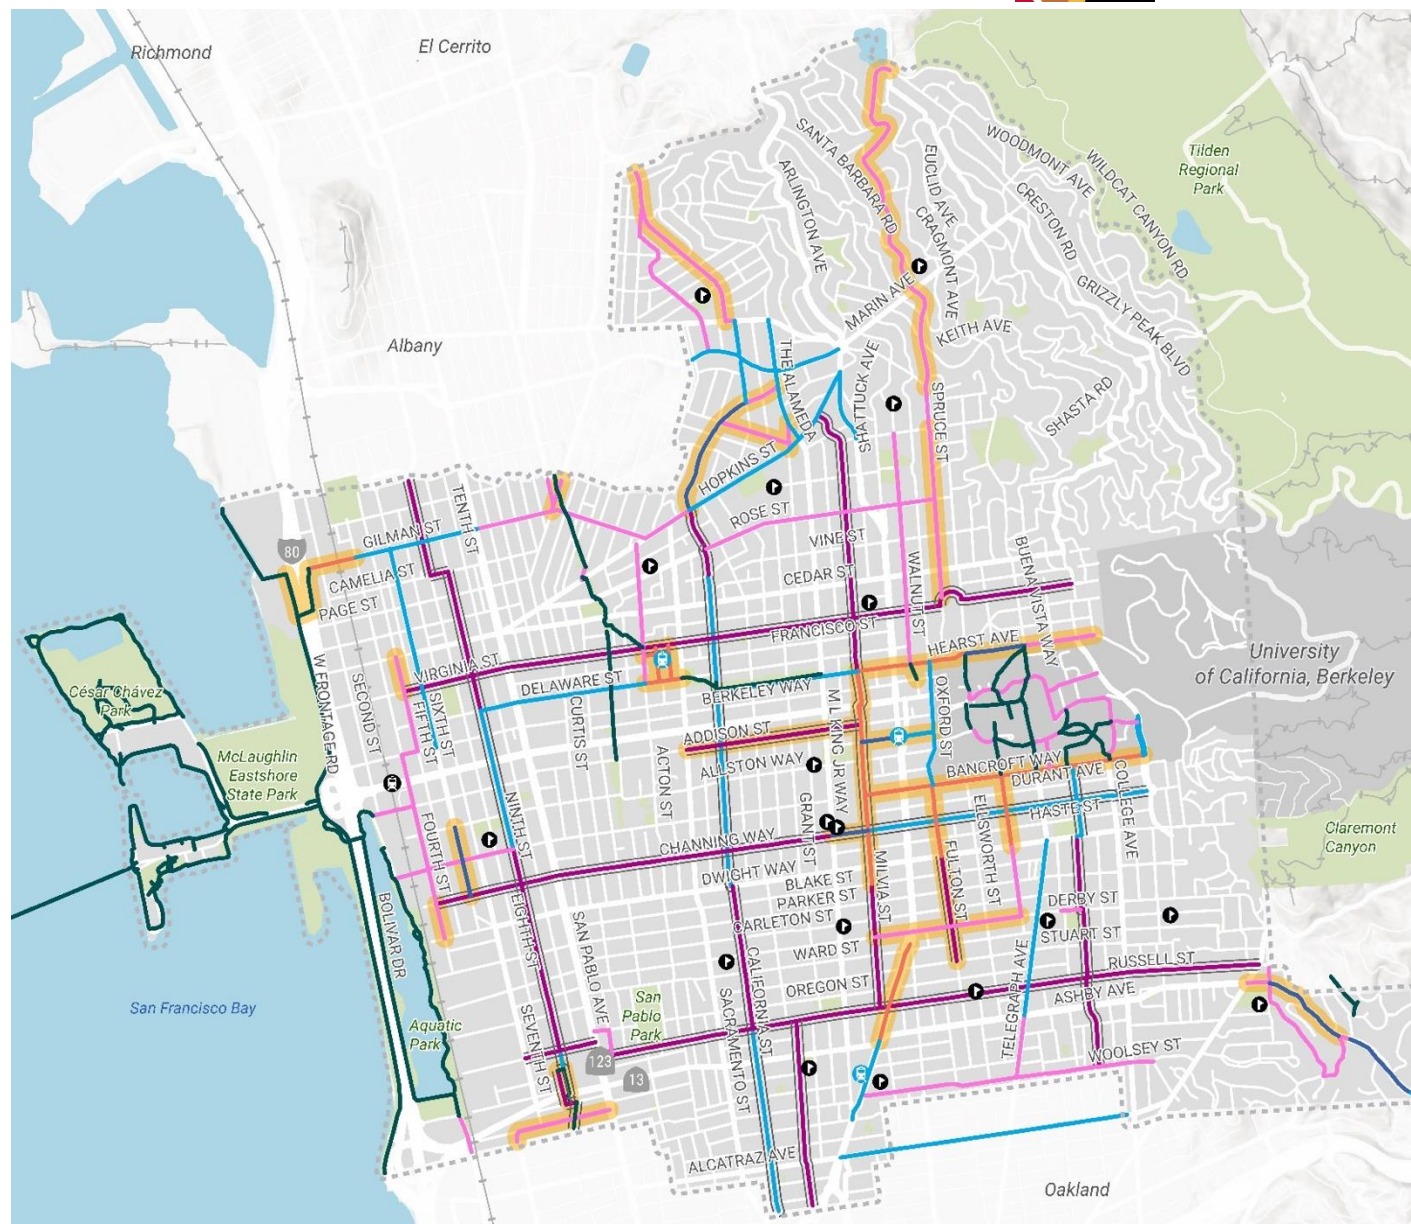 Richmond
El Cerrito
Tilden
Regional
Park
WOODMONT AVE
WILDCAT CANYON RD
SANTA BARBARA RD
EUCLID AVE
ARLINGTON AVE
CRESTON RD
CRAGMONT AVE
GRIZZLY PEAK BLVD
MARIN AVE
KEITH AVE
Albany
THE ALAMEDA
SHATTUCK AVE
SPRUCE ST
SHASTA RD
HOPKINS ST
TENTH ST
ROSE ST
GILMAN ST
VINE ST
80
CAMELIA ST
CEDAR ST
WALNUT ST
BUENA VISTA WAY
PAGE ST
FRANCISCO ST
HEARST AVE
University
of California, Berkeley
VIRGINIA ST
W FRONTAGE RD
SECOND ST
DELAWARE ST
BERKELEY WAY
César Chávez
Park
SIXTH ST
FIFTH ST
CURTIS ST
M L KING JR WAY
OXFORD ST
ADDISON ST
McLaughlin
Eastshore
State Park
ALLSTON WAY
BANCROFT WAY
DURANT AVE
ACTON ST
COLLEGE AVE
NINTH ST
GRANT ST
ELLSWORTH ST
HASTE ST
FOURTH ST
CHANNING WAY
Claremont
Canyon
DWIGHT WAY
BLAKE ST
PARKER ST
MILVIA ST
FULTON ST
DERBY ST
EIGHTH ST
BOLIVAR DR
SAN PABLO AVE
CARLETON ST
STUART ST
WARD ST
CALIFORNIA ST
TELEGRAPH AVE
RUSSELL ST
OREGON ST
ASHBY AVE
San Francisco Bay
San
Pablo
Park
SACRAMENTO ST
SEVENTH ST
Aquatic
Park
WOOLSEY ST
123
13
ALCATRAZ AVE
Oakland